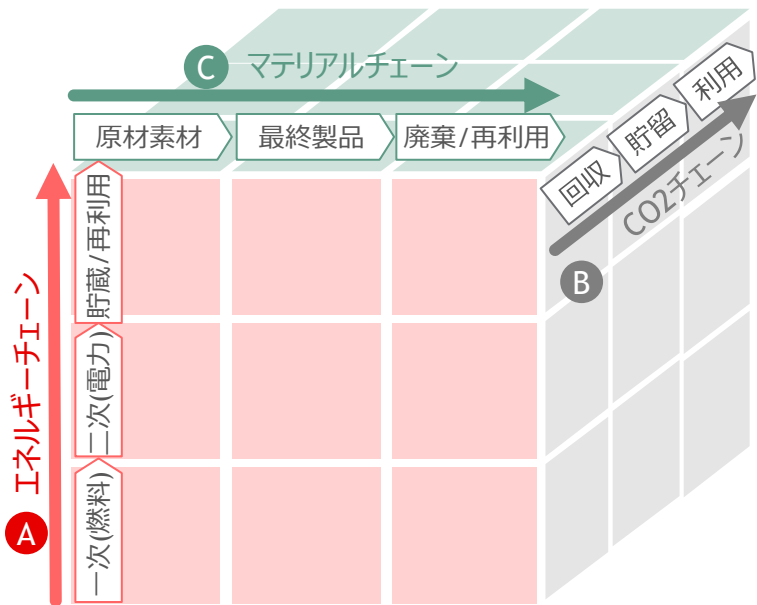 C マテリアルチェーン
原材素材
最終製品
廃棄/再利用
回収
貯留
利用
CO2チェーン
B
貯蔵/再利用
二次(電力)
一次(燃料)
エネルギーチェーン
A